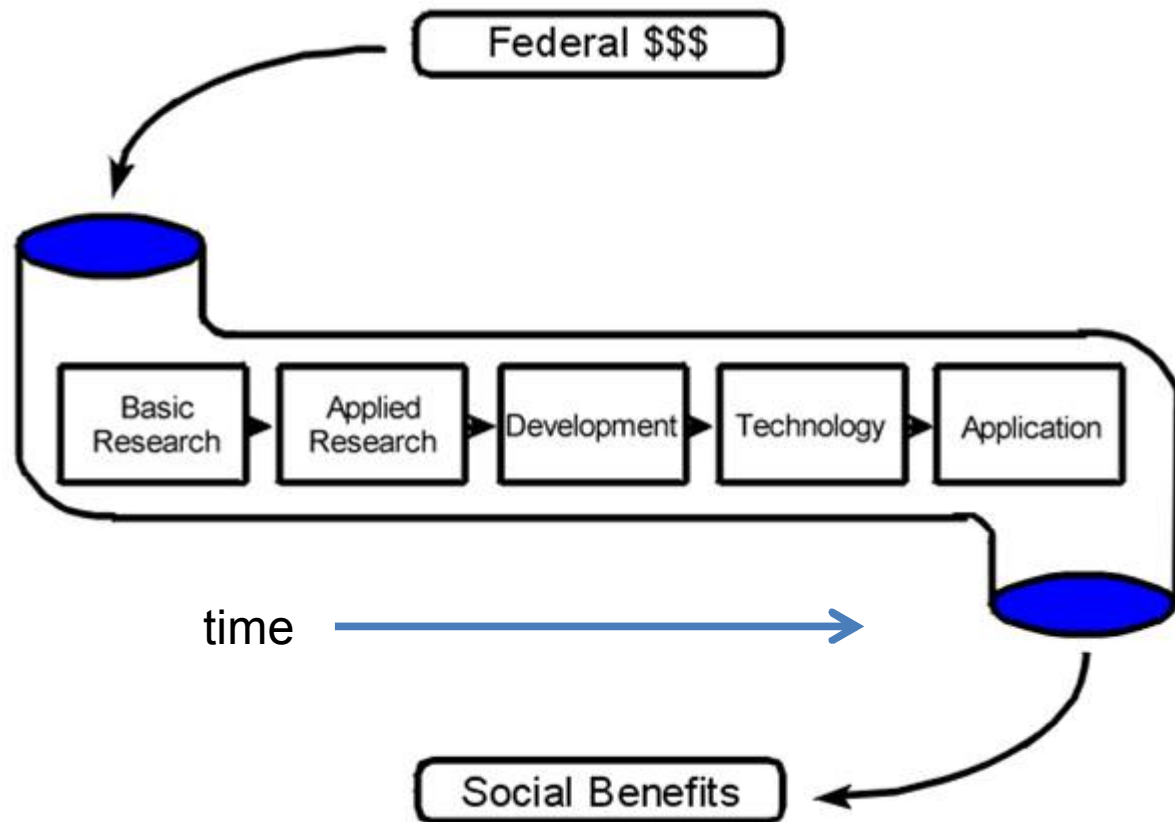 Federal $$$
Basic
Research
Applied
Research
Development
Technology
Application
time
Social Benefits